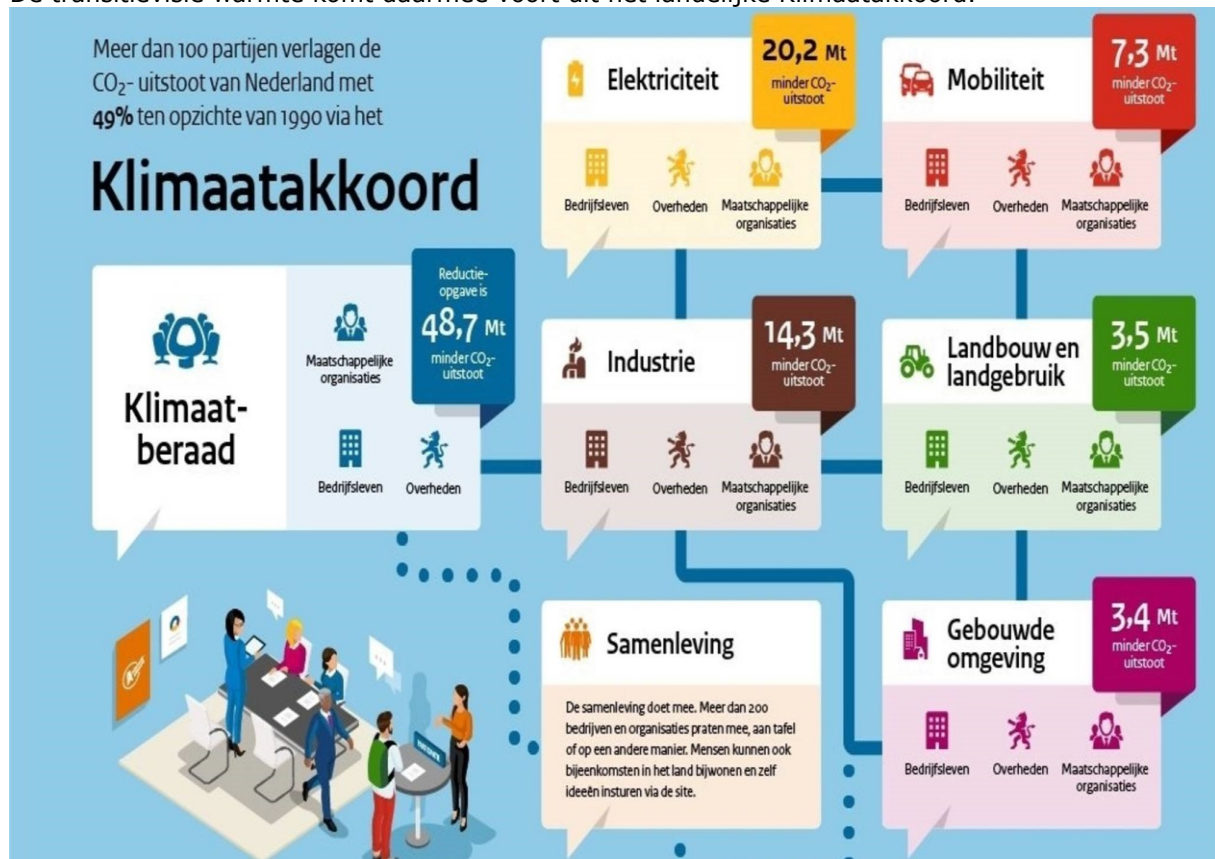 De transitievisie warmte komt daarmee voort uit het landelijke Klimaatakkoord.
Meer dan 100 partijen verlagen de
CO₂- uitstoot van Nederland met
49% ten opzichte van 1990 via het
Klimaatakkoord
Klimaat-
beraad
Maatschappelijke
organisaties
Bedrijfsleven
Overheden
Reductie-
opgave is
48,7 Mt
minder CO₂-
uitstoot
Elektriciteit
20,2 Mt
minder CO₂-
uitstoot
Bedrijfsleven
Overheden
Maatschappelijke
organisaties
Mobiliteit
7,3 Mt
minder CO₂-
uitstoot
Bedrijfsleven
Overheden
Maatschappelijke
organisaties
Industrie
14,3 Mt
minder CO₂-
uitstoot
Bedrijfsleven
Overheden
Maatschappelijke
organisaties
Landbouw en
landgebruik
3,5 Mt
minder CO₂-
uitstoot
Bedrijfsleven
Overheden
Maatschappelijke
organisaties
Samenleving
De samenleving doet mee. Meer dan 200
bedrijven en organisaties praten mee, aan tafel
of op een andere manier. Mensen kunnen ook
bijeenkomsten in het land bijwonen en zelf
ideeën insturen via de site.
Gebouwde
omgeving
3,4 Mt
minder CO₂-
uitstoot
Bedrijfsleven
Overheden
Maatschappelijke
organisaties